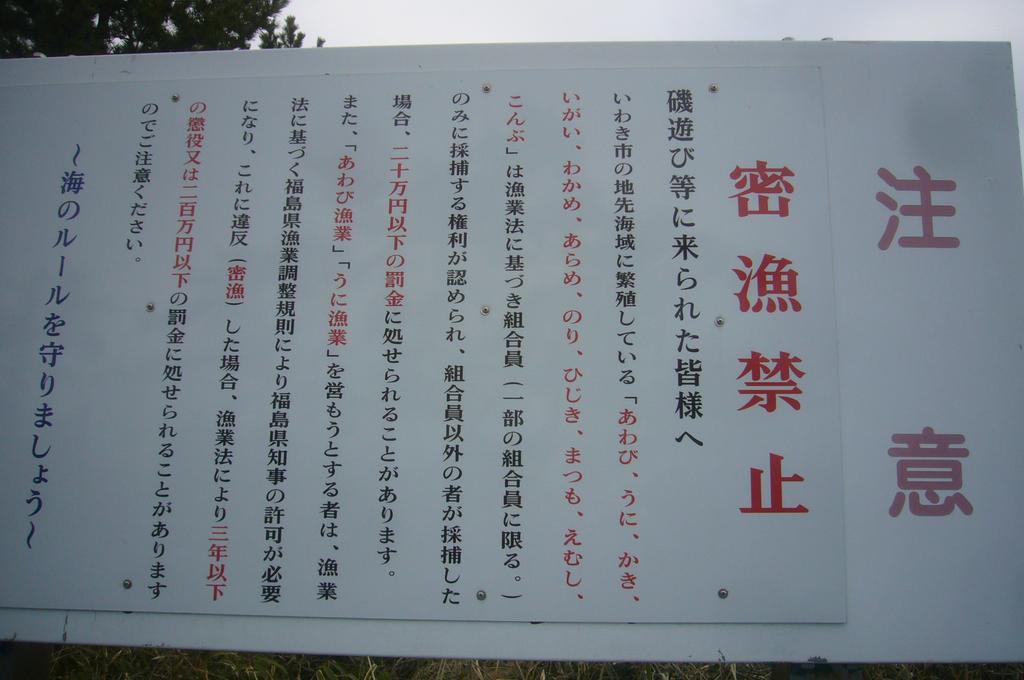 注意
密漁禁止
磯遊び等に来られた皆様へ
いわき市の地先海域に繁殖している「あわび、うに、かき、
いがい、わかめ、あらめ、のり、ひじき、まつも、えむし、
こんぶ」は漁業法に基づき組合員（一部の組合員に限る。）
のみに採捕する権利が認められ、組合員以外の者が採捕した
場合、二十万円以下の罰金に処せられることがあります。
また、「あわび漁業」「うに漁業」を営もうとする者は、漁業
法に基づく福島県漁業調整規則により福島県知事の許可が必要
になり、これに違反（密漁）した場合、漁業法により三年以下
の懲役又は二百万円以下の罰金に処せられることがあります
のでご注意ください。
～海のルールを守りましょう～